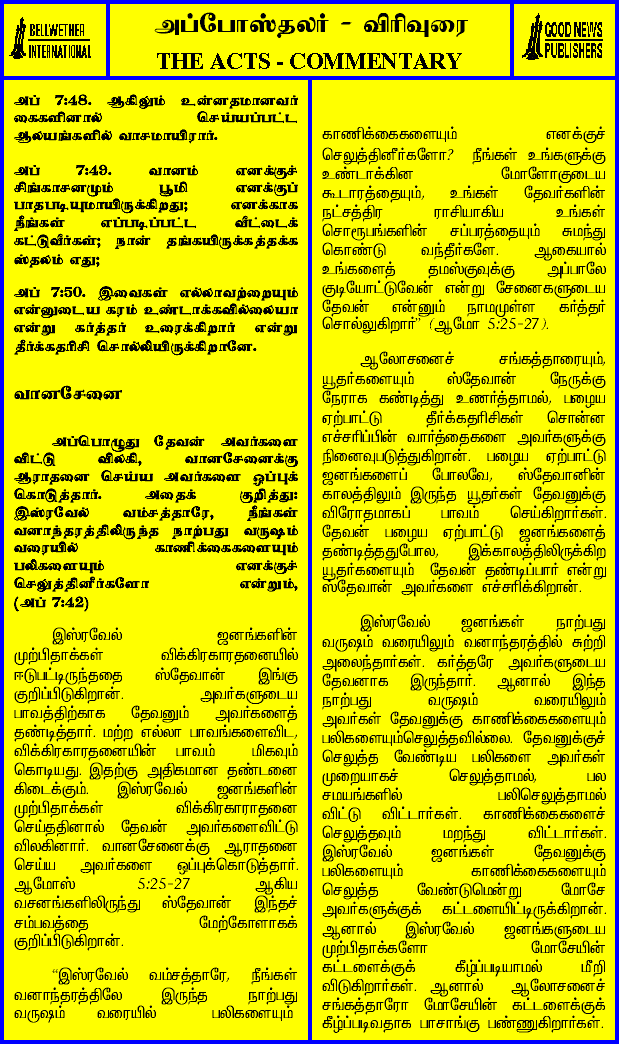 BELLWETHER
INTERNATIONAL
அப்போஸ்தலர் - விரிவுரை
THE ACTS - COMMENTARY
GOOD NEWS
PUBLISHERS
அப் 7:48. ஆகிலும் உன்னதமானவர்
கைகளினால் செய்யப்பட்ட
ஆலயங்களில் வாசமாயிரார்.
அப் 7:49. வானம் எனக்குச்
சிங்காசனமும் பூமி எனக்குப்
பாதபடியுமாயிருக்கிறது; எனக்காக
நீங்கள் எப்படிப்பட்ட வீட்டைக்
கட்டுவீர்கள்; நான் தங்கயிருக்கத்தக்க
ஸ்தலம் எது;
அப் 7:50. இவைகள் எல்லாவற்றையும்
என்னுடைய கரம் உண்டாக்கவில்லையா
என்று கர்த்தர் உரைக்கிறார் என்று
தீர்க்கதரிசி சொல்லியிருக்கிறானே.
வானசேனை
அப்பொழுது தேவன் அவர்களை
விட்டு விலகி, வானசேனைக்கு
ஆராதனை செய்ய அவர்களை ஒப்புக்
கொடுத்தார். அதைக் குறித்து:
இஸ்ரவேல் வம்சத்தாரே, நீங்கள்
வனாந்தரத்திலிருந்த நாற்பது வருஷம்
வரையில் காணிக்கைகளையும்
பலிகளையும் எனக்குச்
செலுத்தினீர்களோ என்றும்,
(அப் 7:42)
இஸ்ரவேல் ஜனங்களின்
முற்பிதாக்கள் விக்கிரகாரதனையில்
ஈடுபட்டிருந்ததை ஸ்தேவான் இங்கு
குறிப்பிடுகிறான். அவர்களுடைய
பாவத்திற்காக தேவனும் அவர்களைத்
தண்டித்தார். மற்ற எல்லா பாவங்களைவிட,
விக்கிரகாரதனையின் பாவம் மிகவும்
கொடியது. இதற்கு அதிகமான தண்டனை
கிடைக்கும். இஸ்ரவேல் ஜனங்களின்
முற்பிதாக்கள் விக்கிரகாராதனை
செய்ததினால் தேவன் அவர்களைவிட்டு
விலகினார். வானசேனைக்கு ஆராதனை
செய்ய அவர்களை ஒப்புக்கொடுத்தார்.
ஆமோஸ் 5:25-27 ஆகிய
வசனங்களிலிருந்து ஸ்தேவான் இந்தச்
சம்பவத்தை மேற்கோளாகக்
குறிப்பிடுகிறான்.
“இஸ்ரவேல் வம்சத்தாரே, நீங்கள்
வனாந்தரத்திலே இருந்த நாற்பது
வருஷம் வரையில் பலிகளையும்
காணிக்கைகளையும் எனக்குச்
செலுத்தினீர்களோ? நீங்கள் உங்களுக்கு
உண்டாக்கின மோளோகுடைய
கூடாரத்தையும், உங்கள் தேவர்களின்
நட்சத்திர ராசியாகிய உங்கள்
சொரூபங்களின் சப்பரத்தையும் சுமந்து
கொண்டு வந்தீர்களே. ஆகையால்
உங்களைத் தமஸ்குவுக்கு அப்பாலே
குடியோட்டுவேன் என்று சேனைகளுடைய
தேவன் என்னும் நாமமுள்ள கர்த்தர்
சொல்லுகிறார்” (ஆமோ 5:25-27).
ஆலோசனைச் சங்கத்தாரையும்,
யூதர்களையும் ஸ்தேவான் நேருக்கு
நேராக கண்டித்து உணர்த்தாமல், பழைய
ஏற்பாட்டு தீர்க்கதரிசிகள் சொன்ன
எச்சரிப்பின் வார்த்தைகளை அவர்களுக்கு
நினைவுபடுத்துகிறான். பழைய ஏற்பாட்டு
ஜனங்களைப் போலவே, ஸ்தேவானின்
காலத்திலும் இருந்த யூதர்கள் தேவனுக்கு
விரோதமாகப் பாவம் செய்கிறார்கள்.
தேவன் பழைய ஏற்பாட்டு ஜனங்களைத்
தண்டித்ததுபோல, இக்காலத்திலிருக்கிற
யூதர்களையும் தேவன் தண்டிப்பார் என்று
ஸ்தேவான் அவர்களை எச்சரிக்கிறான்.
இஸ்ரவேல் ஜனங்கள் நாற்பது
வருஷம் வரையிலும் வனாந்தரத்தில் சுற்றி
அலைந்தார்கள். கர்த்தரே அவர்களுடைய
தேவனாக இருந்தார். ஆனால் இந்த
நாற்பது வருஷம் வரையிலும்
அவர்கள் தேவனுக்கு காணிக்கைகளையும்
பலிகளையும்செலுத்தவில்லை. தேவனுக்குச்
செலுத்த வேண்டிய பலிகளை அவர்கள்
முறையாகச் செலுத்தாமல், பல
சமயங்களில் பலிசெலுத்தாமல்
விட்டு விட்டார்கள். காணிக்கைகளைச்
செலுத்தவும் மறந்து விட்டார்கள்.
இஸ்ரவேல் ஜனங்கள் தேவனுக்கு
பலிகளையும் காணிக்கைகளையும்
செலுத்த வேண்டுமென்று மோசே
அவர்களுக்குக் கட்டளையிட்டிருக்கிறான்.
ஆனால் இஸ்ரவேல் ஜனங்களுடைய
முற்பிதாக்களோ மோசேயின்
கட்டளைக்குக் கீழ்ப்படியாமல் மீறி
விடுகிறார்கள். ஆனால் ஆலோசனைச்
சங்கத்தாரோ மோசேயின் கட்டளைக்குக்
கீழ்ப்படிவதாக பாசாங்கு பண்ணுகிறார்கள்.